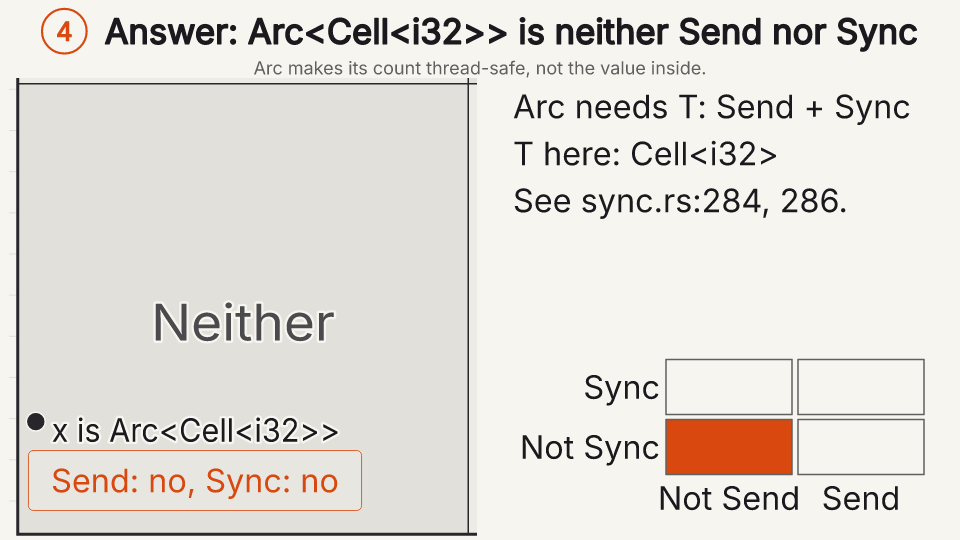 4 Answer: Arc<Cell<i32>> is neither Send nor Sync
Arc makes its count thread-safe, not the value inside.
Arc needs T: Send + Sync
T here: Cell<i32>
See sync.rs:284, 286.
Neither
x is Arc<Cell<i32>>
Send: no, Sync: no
Sync
Not Sync
Not Send Send